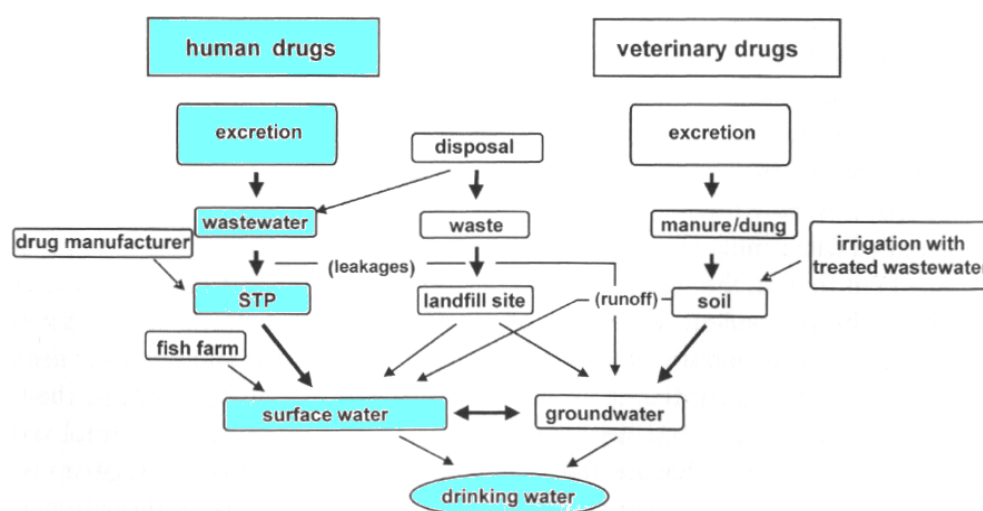 human drugs
veterinary drugs
excretion
excretion
disposal
wastewater
waste
manure/dung
drug manufacturer
irrigation with
treated wastewater
(leakages)
STP
landfill site
(runoff)
soil
fish farm
surface water
groundwater
drinking water